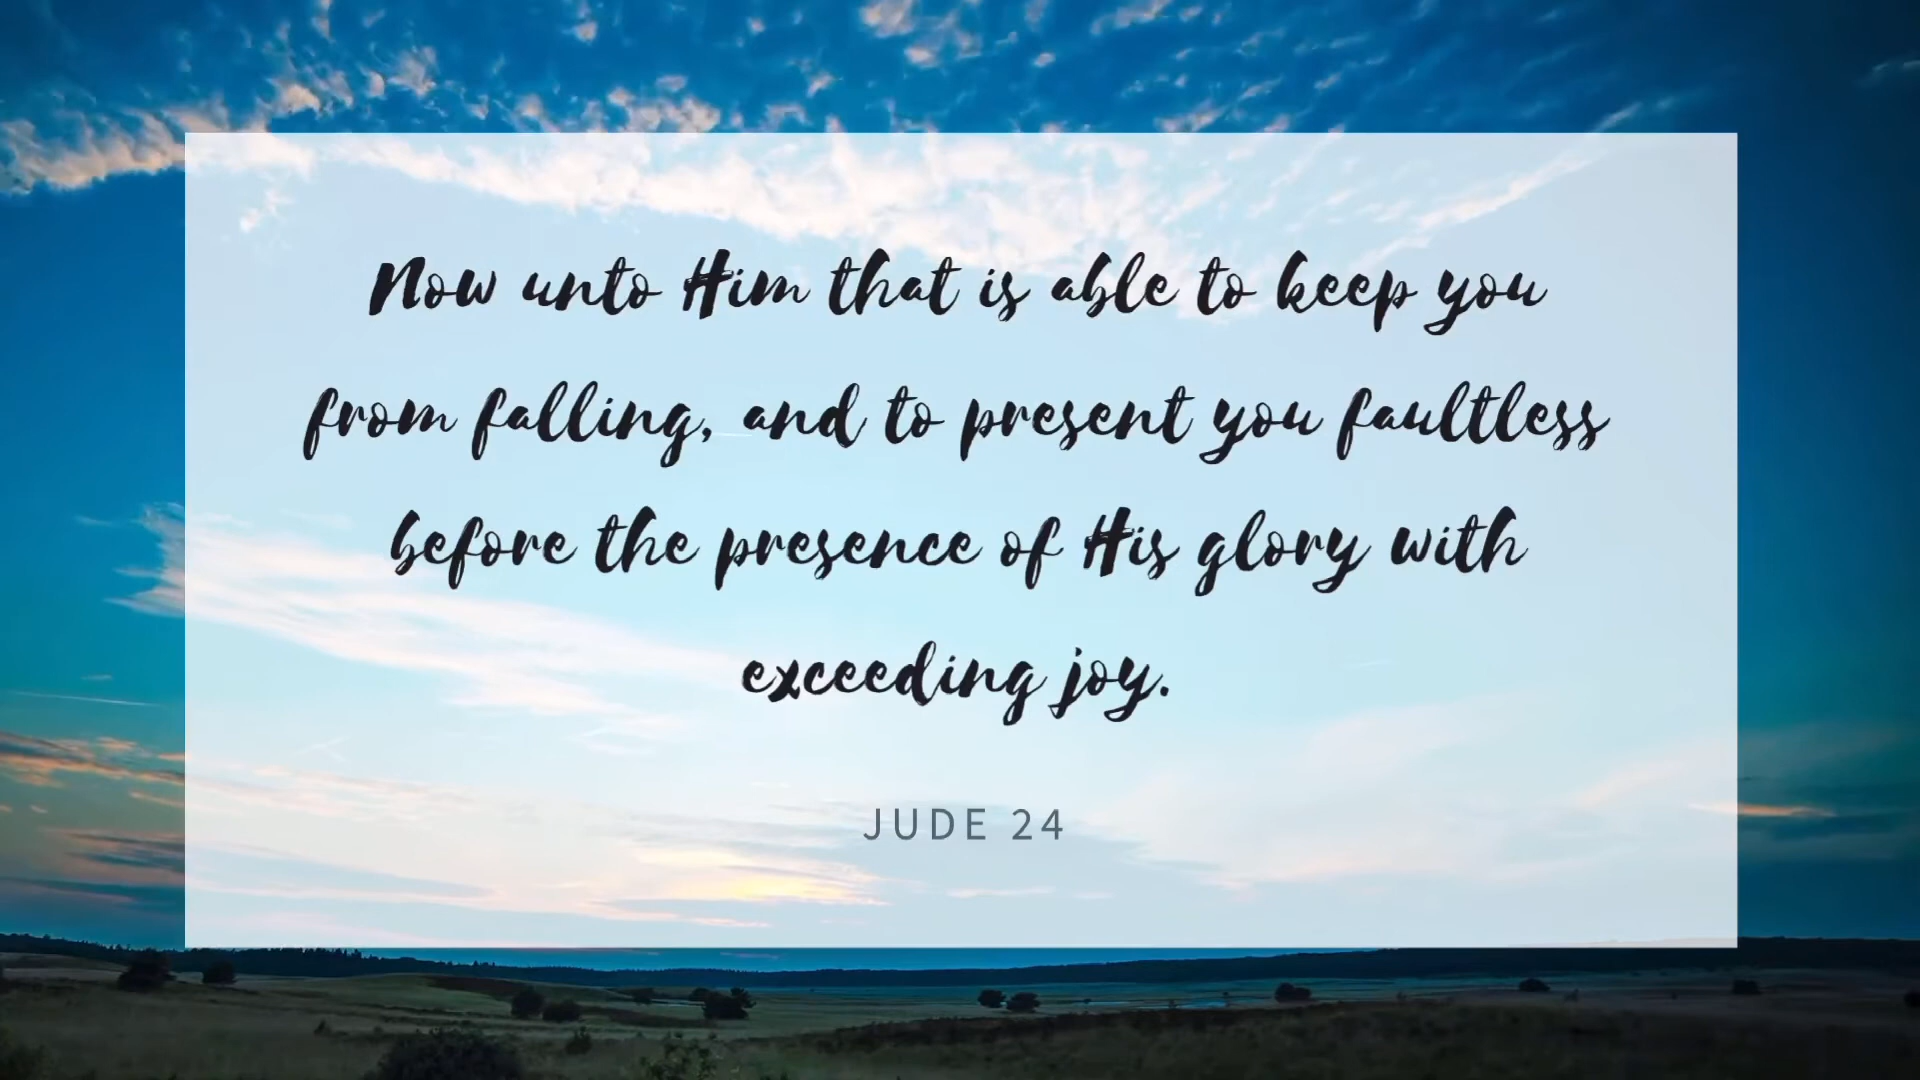 Now unto Him that is able to keep you
from falling, and to present you faultless
before the presence of His glory with
exceeding joy.
JUDE 24